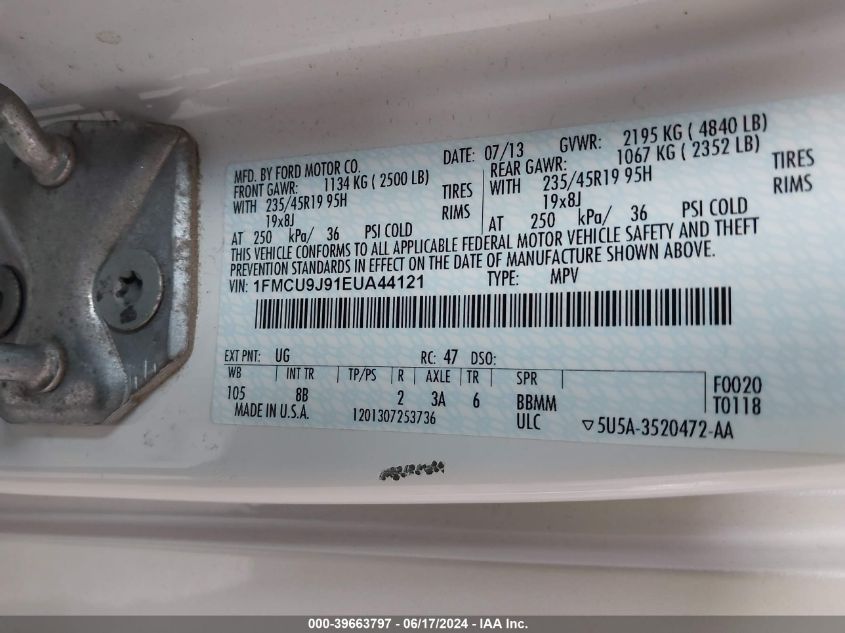 MFD. BY FORD MOTOR CO. DATE: 07/13 GVWR: 2195 KG ( 4840 LB)
FRONT GAWR: 1134 KG ( 2500 LB) REAR GAWR: 1067 KG ( 2352 LB)
WITH 235/45R19 95H TIRES WITH 235/45R19 95H TIRES
19x8J RIMS 19x8J RIMS
AT 250 kPa/ 36 PSI COLD AT 250 kPa/ 36 PSI COLD
THIS VEHICLE CONFORMS TO ALL APPLICABLE FEDERAL MOTOR VEHICLE SAFETY AND THEFT
PREVENTION STANDARDS IN EFFECT ON THE DATE OF MANUFACTURE SHOWN ABOVE.
VIN: 1FMCU9J91EUA44121 TYPE: MPV
EXT PNT: UG RC: 47 DSO:
WB INT TR TP/PS R AXLE TR SPR F0020
105 8B 2 3A 6 BBMM T0118
MADE IN U.S.A. 1201307253736 ULC ▽5U5A-3520472-AA
000-39663797 - 06/17/2024 - IAAI, Inc.